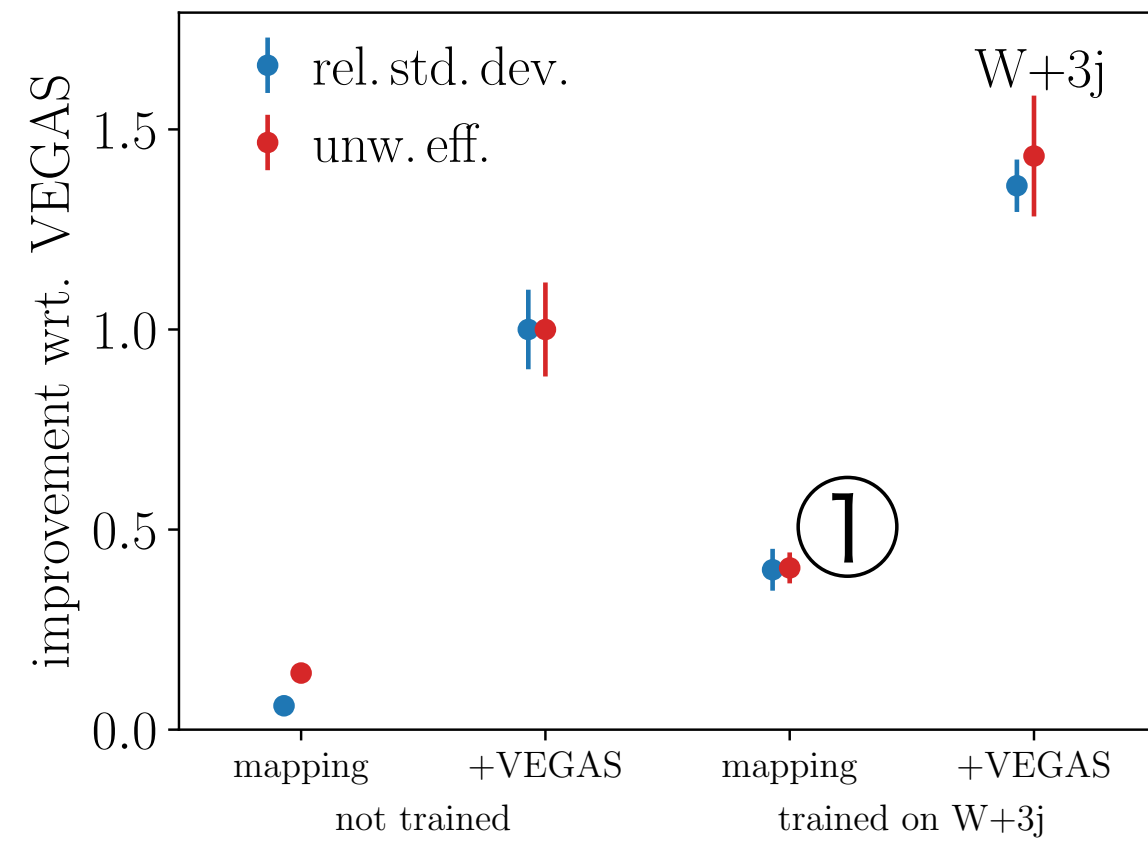 improvement wrt. VEGAS
1.5
1.0
0.5
0.0
rel. std. dev.
unw. eff.
W+3j
1
mapping
+VEGAS
mapping
+VEGAS
not trained
trained on W+3j